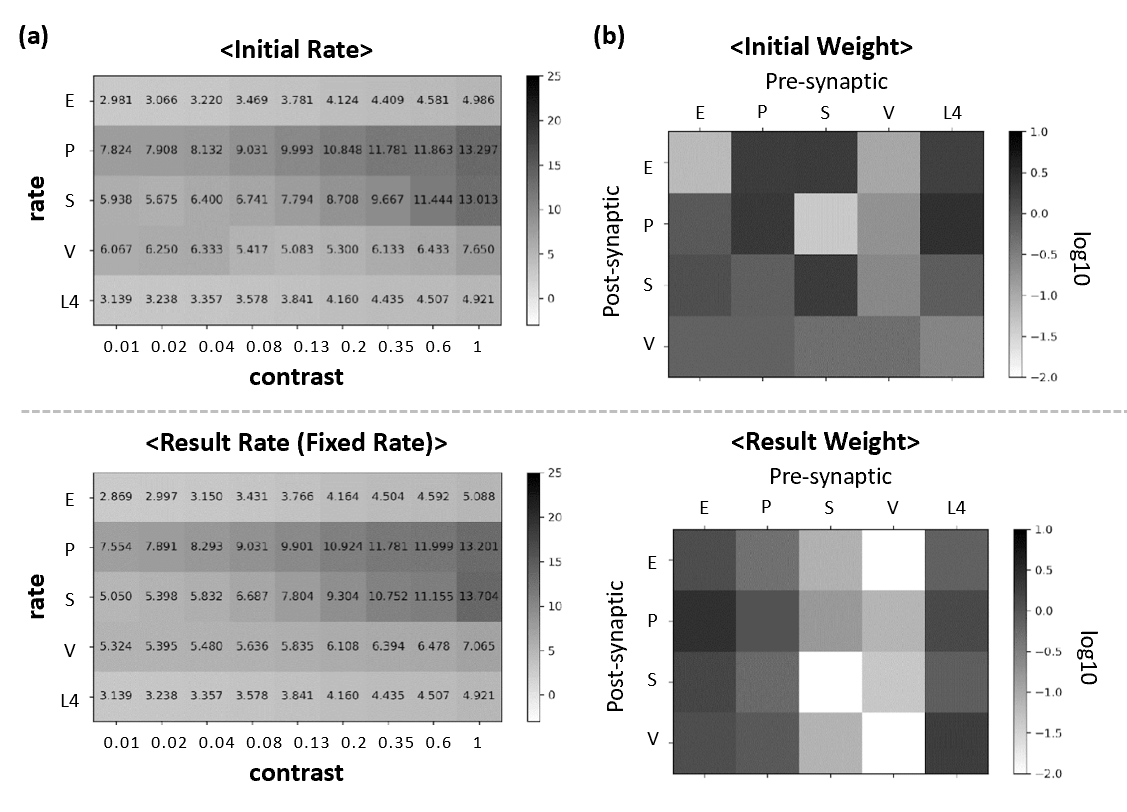 (a)
<Initial Rate>
E 2.981 3.066 3.220 3.469 3.781 4.124 4.409 4.581 4.986
P 7.824 7.908 8.132 9.031 9.993 10.848 11.781 11.863 13.297
S 5.938 5.675 6.400 6.741 7.794 8.708 9.667 11.444 13.013
V 6.067 6.250 6.333 5.417 5.083 5.300 6.133 6.433 7.650
L4 3.139 3.238 3.357 3.578 3.841 4.160 4.435 4.507 4.921
rate
0.01 0.02 0.04 0.08 0.13 0.2 0.35 0.6 1
contrast
25
20
15
10
5
0
(b)
<Initial Weight>
Pre-synaptic
E P S V L4
Post-synaptic
E
P
S
V
1.0
0.5
0.0
−0.5
−1.0
−1.5
−2.0
log10
<Result Rate (Fixed Rate)>
E 2.869 2.997 3.150 3.431 3.766 4.164 4.504 4.592 5.088
P 7.554 7.891 8.293 9.031 9.901 10.924 11.781 11.999 13.201
S 5.050 5.398 5.832 6.687 7.804 9.304 10.752 11.155 13.704
V 5.324 5.395 5.480 5.636 5.835 6.108 6.394 6.478 7.065
L4 3.139 3.238 3.357 3.578 3.841 4.160 4.435 4.507 4.921
rate
0.01 0.02 0.04 0.08 0.13 0.2 0.35 0.6 1
contrast
25
20
15
10
5
0
<Result Weight>
Pre-synaptic
E P S V L4
Post-synaptic
E
P
S
V
1.0
0.5
0.0
−0.5
−1.0
−1.5
−2.0
log10